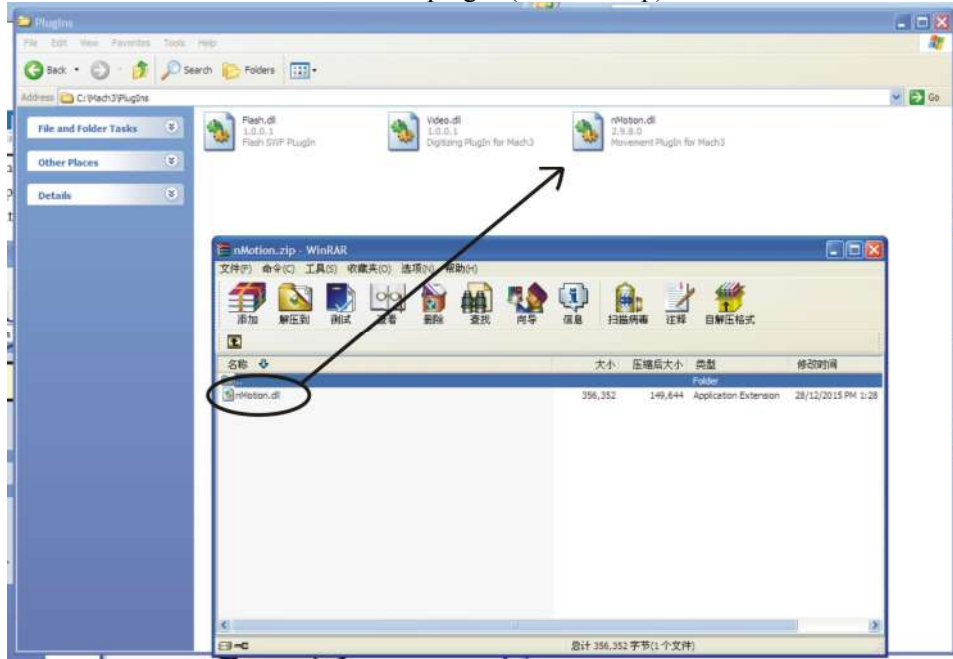 PlugIns
File Edit View Favorites Tools Help
Back Search Folders
Address C:\Mach3\PlugIns Go
File and Folder Tasks
Other Places
Details
Flash.dll
1.0.0.1
Flash SWF PlugIn
Video.dll
1.0.0.1
Digitizing PlugIn for Mach3
nMotion.dll
2.9.8.0
Movement PlugIn for Mach3
nMotion.zip - WinRAR
文件(F) 命令(C) 工具(S) 收藏夹(O) 选项(N) 帮助(H)
添加 解压到 测试 查看 删除 查找 向导 信息 扫描病毒 注释 自解压格式
名称 大小 压缩后大小 类型 修改时间
.. Folder
nMotion.dll 356,352 149,644 Application Extension 28/12/2015 PM 1:28
总计 356,352 字节(1 个文件)